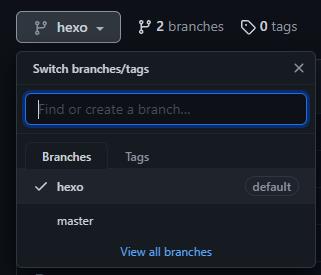 hexo 2 branches 0 tags
Switch branches/tags
Find or create a branch...
Branches Tags
hexo default
master
View all branches